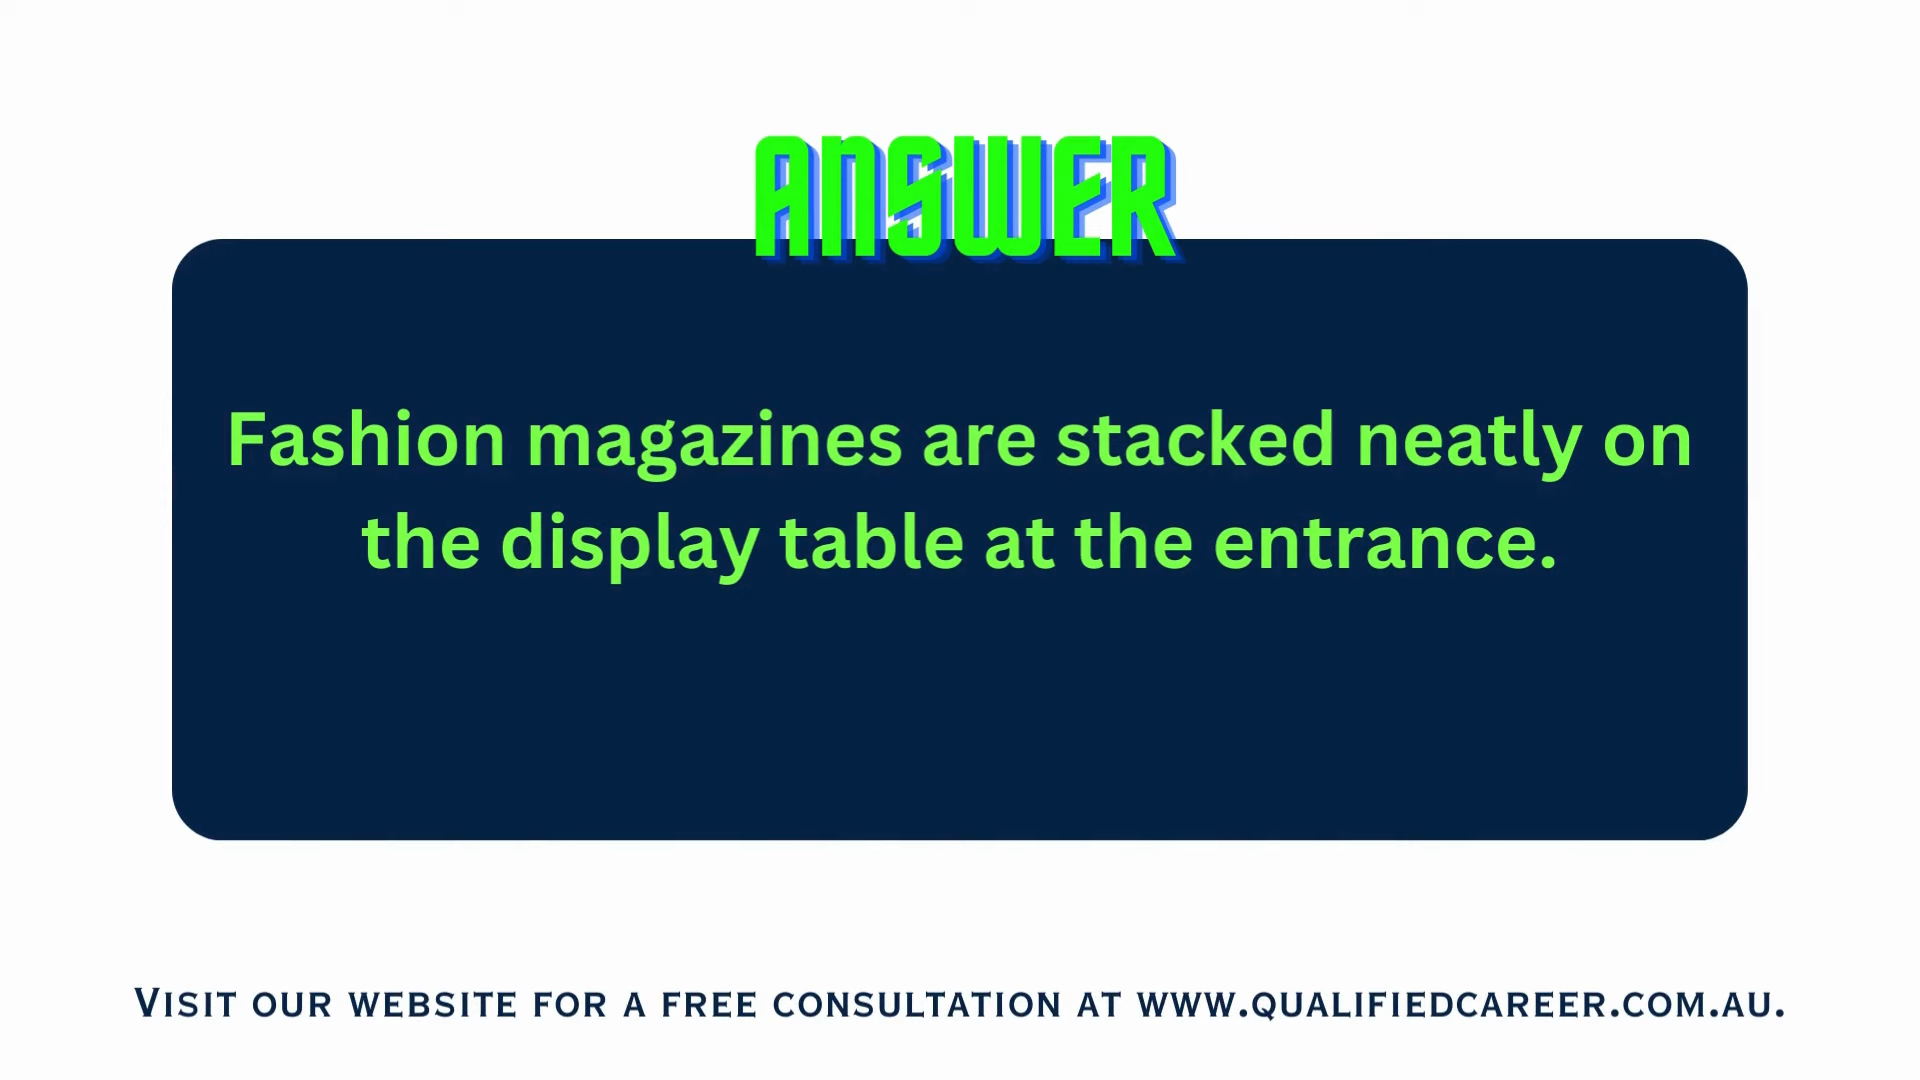 ANSWER
Fashion magazines are stacked neatly on
the display table at the entrance.
Visit our website for a free consultation at www.qualifiedcareer.com.au.